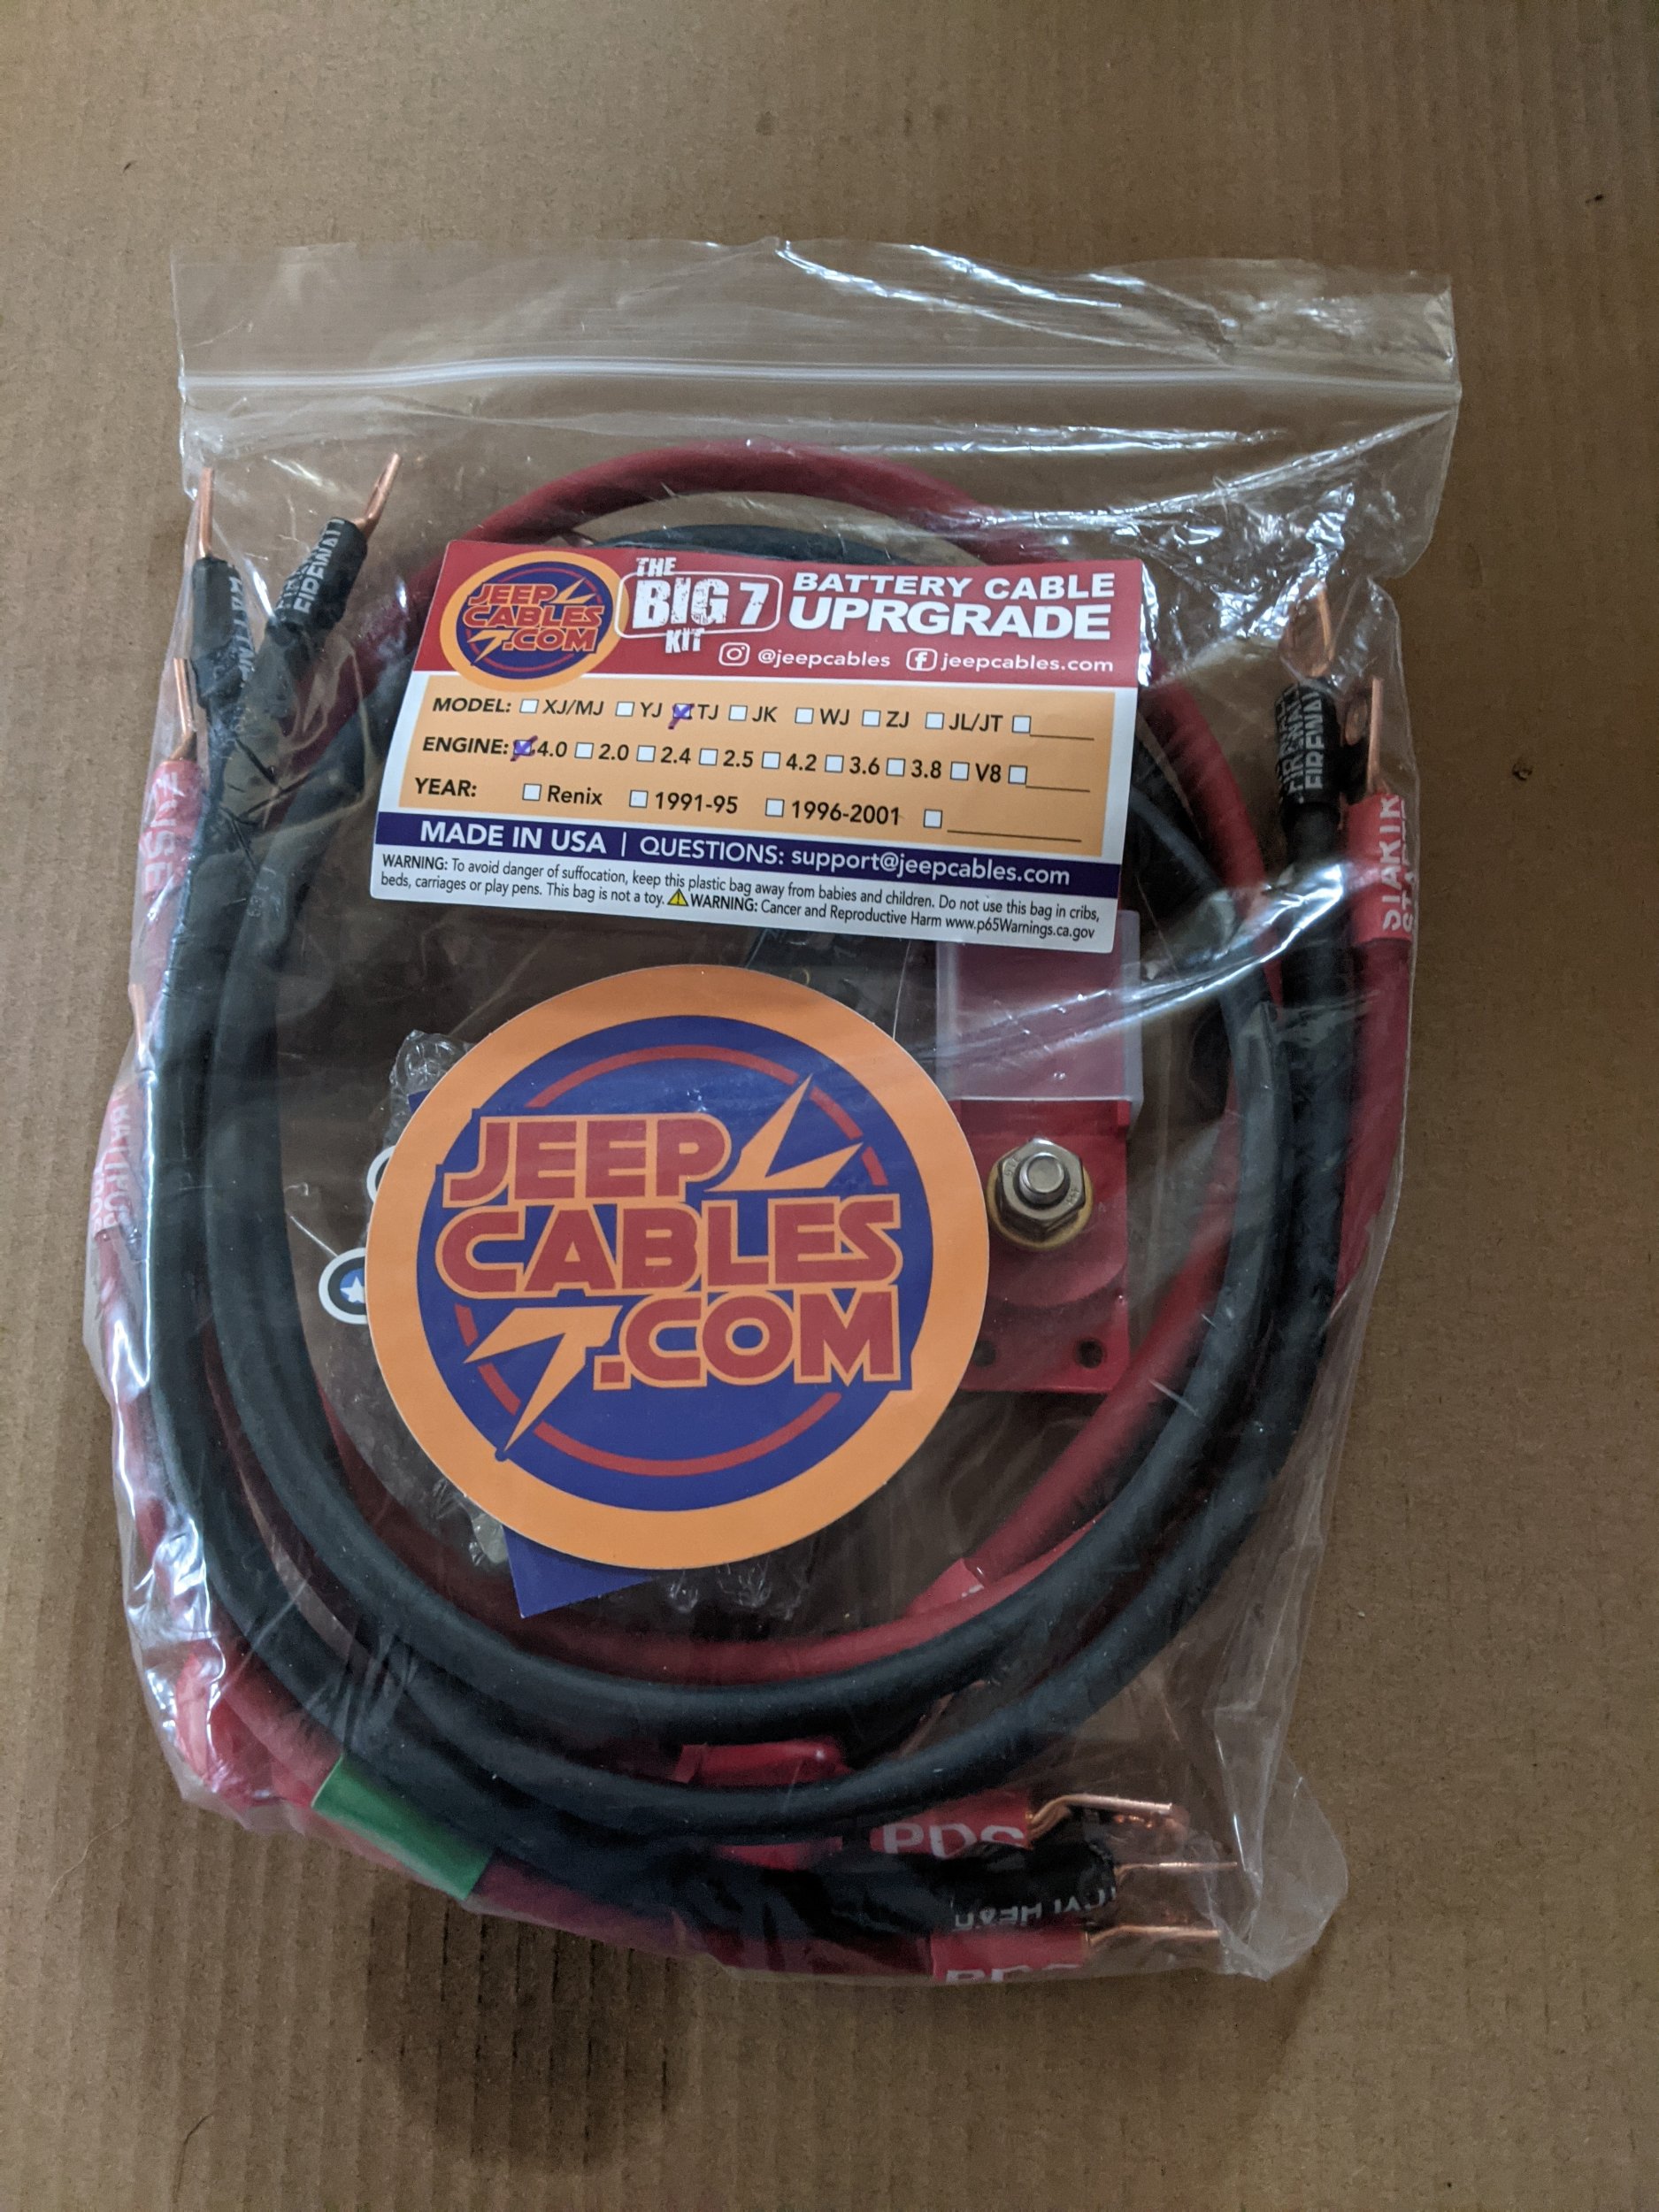 FIREWALL
THE
BIG 7
KIT
BATTERY CABLE
UPRGRADE
JEEP
CABLES
.COM
@jeepcables jeepcables.com
MODEL: XJ/MJ YJ TJ JK WJ ZJ JL/JT
ENGINE: 4.0 2.0 2.4 2.5 4.2 3.6 3.8 V8
YEAR: Renix 1991-95 1996-2001
MADE IN USA | QUESTIONS: support@jeepcables.com
WARNING: To avoid danger of suffocation, keep this plastic bag away from babies and children. Do not use this bag in cribs,
beds, carriages or play pens. This bag is not a toy. WARNING: Cancer and Reproductive Harm www.p65Warnings.ca.gov
FIREWALL
FIREWALL
JEEP
CABLES
.COM
PDC
PDC